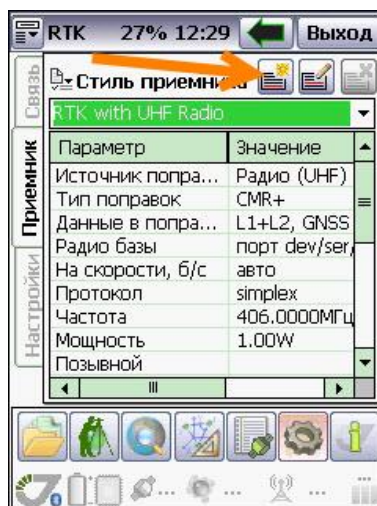 RTK 27% 12:29 Выход
Связь
Стиль приемник
RTK with UHF Radio
Приемник
Параметр Значение
Источник попра... Радио (UHF)
Тип поправок CMR+
Данные в попра... L1+L2, GNSS
Радио базы порт dev/ser
На скорости, б/с авто
Протокол simplex
Частота 406.0000МГц
Мощность 1.00W
Позывной
Настройки
0 ... ... ...